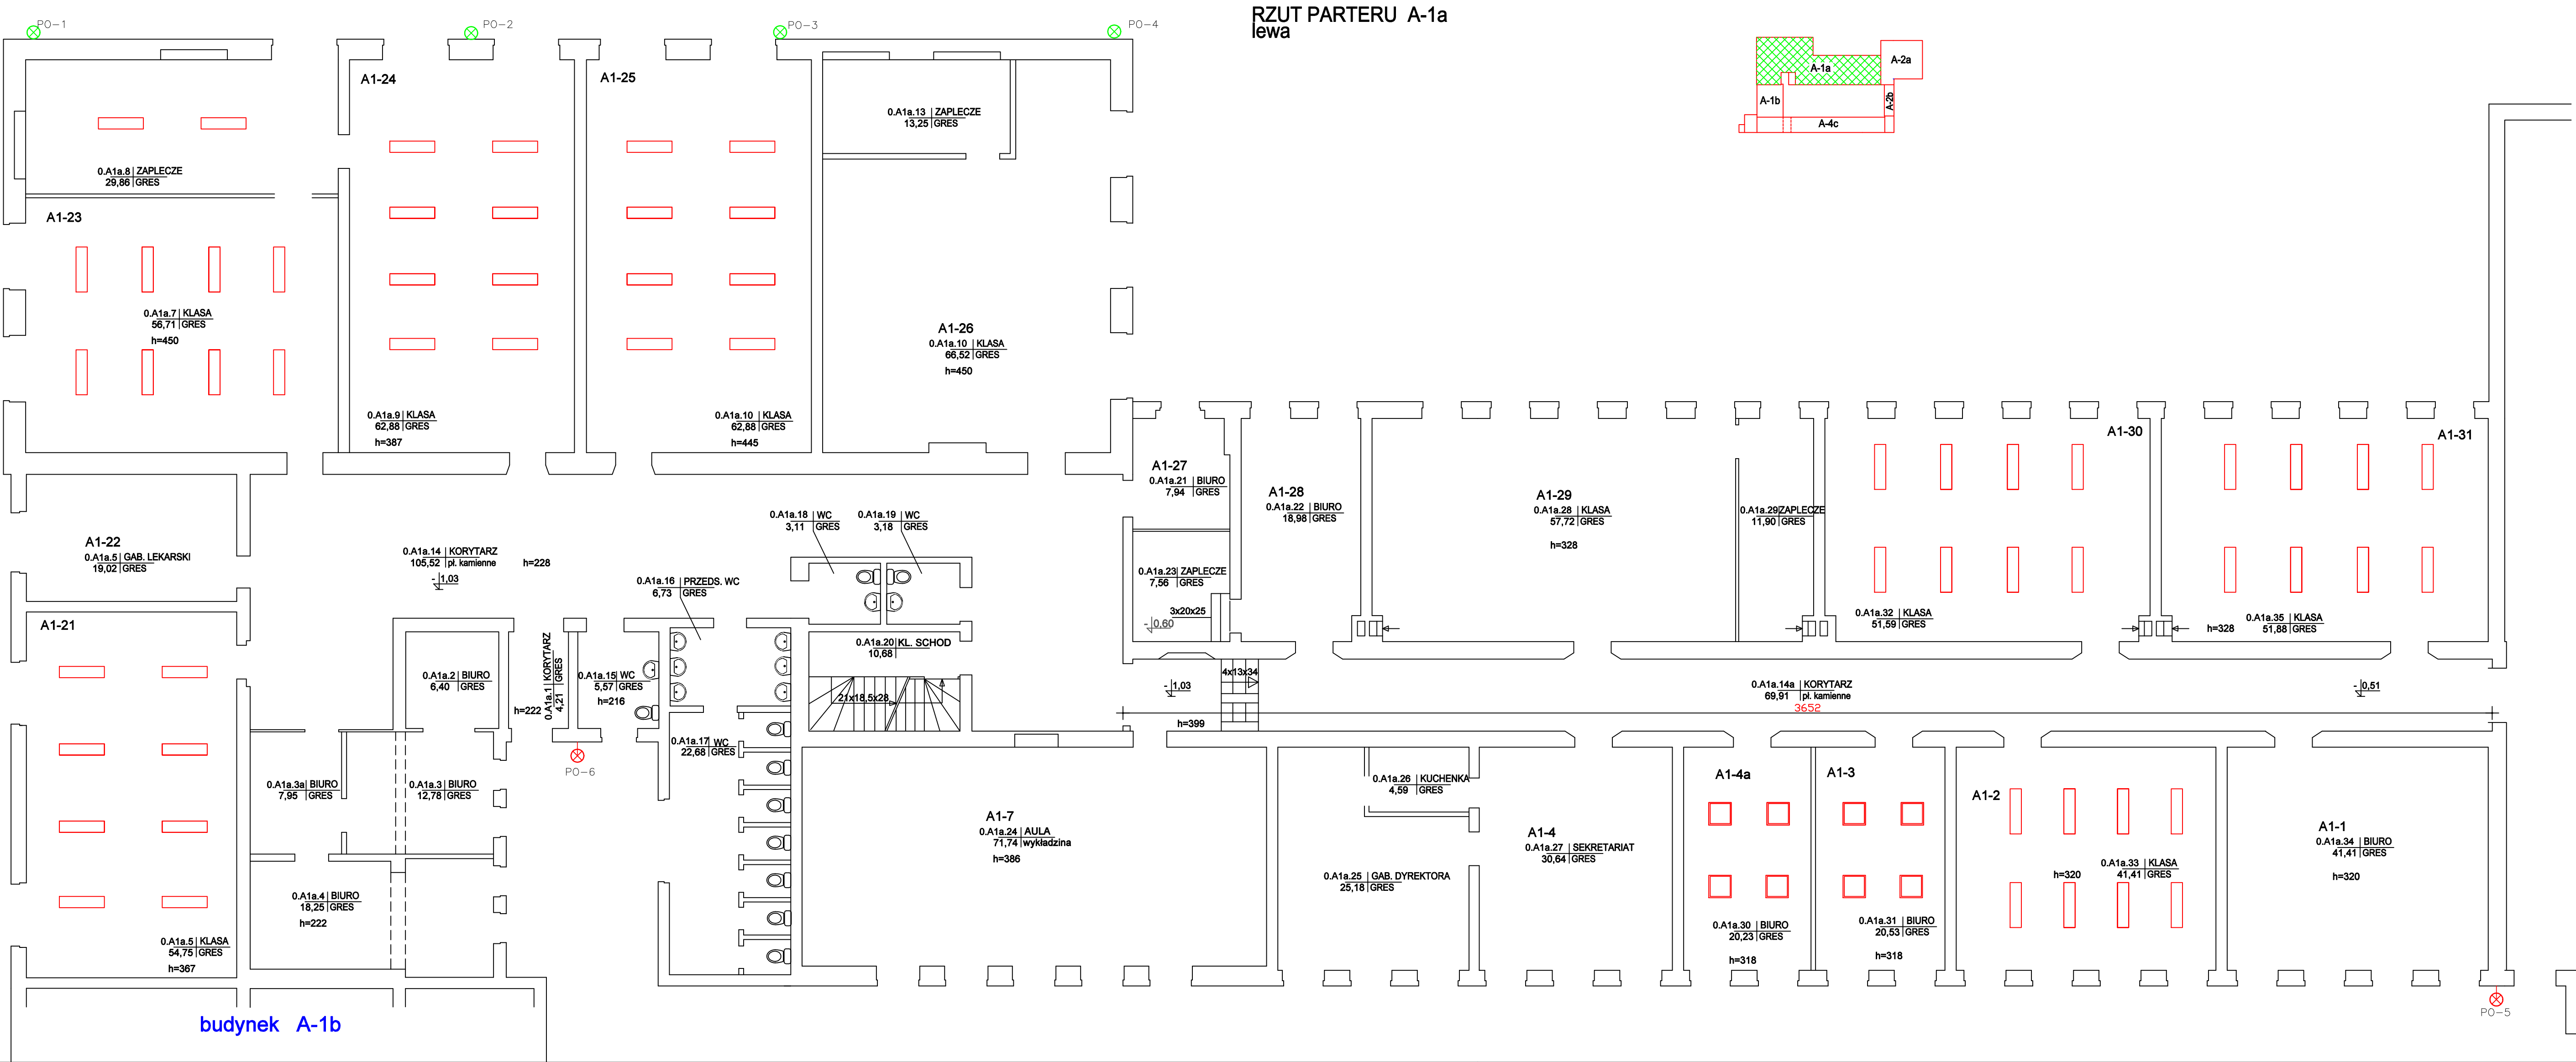 RZUT PARTERU A-1a
lewa
PO-1
PO-2
PO-3
PO-4
A-1a
A-2a
A-1b
A-2b
A-4c
A1-24
A1-25
0.A1a.13 | ZAPLECZE
13,25 | GRES
0.A1a.8 | ZAPLECZE
29,86 | GRES
A1-23
0.A1a.7 | KLASA
56,71 | GRES
h=450
A1-26
0.A1a.10 | KLASA
66,52 | GRES
h=450
0.A1a.9 | KLASA
62,88 | GRES
h=387
0.A1a.10 | KLASA
62,88 | GRES
h=445
A1-27
0.A1a.21 | BIURO
7,94 | GRES
A1-28
0.A1a.22 | BIURO
18,98 | GRES
A1-29
0.A1a.28 | KLASA
57,72 | GRES
h=328
0.A1a.29|ZAPLECZE
11,90 | GRES
A1-30
A1-31
0.A1a.18 | WC
3,11 | GRES
0.A1a.19 | WC
3,18 | GRES
A1-22
0.A1a.5 | GAB. LEKARSKI
19,02 | GRES
0.A1a.14 | KORYTARZ
105,52 | pł. kamienne
h=228
- 1,03
0.A1a.16 | PRZEDS. WC
6,73 | GRES
0.A1a.23| ZAPLECZE
7,56 | GRES
3x20x25
- 0,60
0.A1a.32 | KLASA
51,59 | GRES
0.A1a.35 | KLASA
51,88 | GRES
h=328
A1-21
0.A1a.20| KL. SCHOD
10,68 |
21x18,5x28
0.A1a.2 | BIURO
6,40 | GRES
h=222
0.A1a.1 | KORYTARZ
4,21 | GRES
0.A1a.15 | WC
5,57 | GRES
h=216
4x13x34
- 1,03
h=399
0.A1a.14a | KORYTARZ
69,91 | pł. kamienne
3652
- 0,51
0.A1a.17 | WC
22,68 | GRES
PO-6
0.A1a.3a| BIURO
7,95 | GRES
0.A1a.3 | BIURO
12,78 | GRES
0.A1a.26 | KUCHENKA
4,59 | GRES
A1-4a
A1-3
A1-2
A1-7
0.A1a.24 | AULA
71,74 | wykładzina
h=386
A1-4
0.A1a.27 | SEKRETARIAT
30,64 | GRES
A1-1
0.A1a.34 | BIURO
41,41 | GRES
h=320
0.A1a.33 | KLASA
41,41 | GRES
h=320
0.A1a.25 | GAB. DYREKTORA
25,18 | GRES
0.A1a.4 | BIURO
18,25 | GRES
h=222
0.A1a.30 | BIURO
20,23 | GRES
h=318
0.A1a.31 | BIURO
20,53 | GRES
h=318
0.A1a.5 | KLASA
54,75 | GRES
h=367
PO-5
budynek A-1b